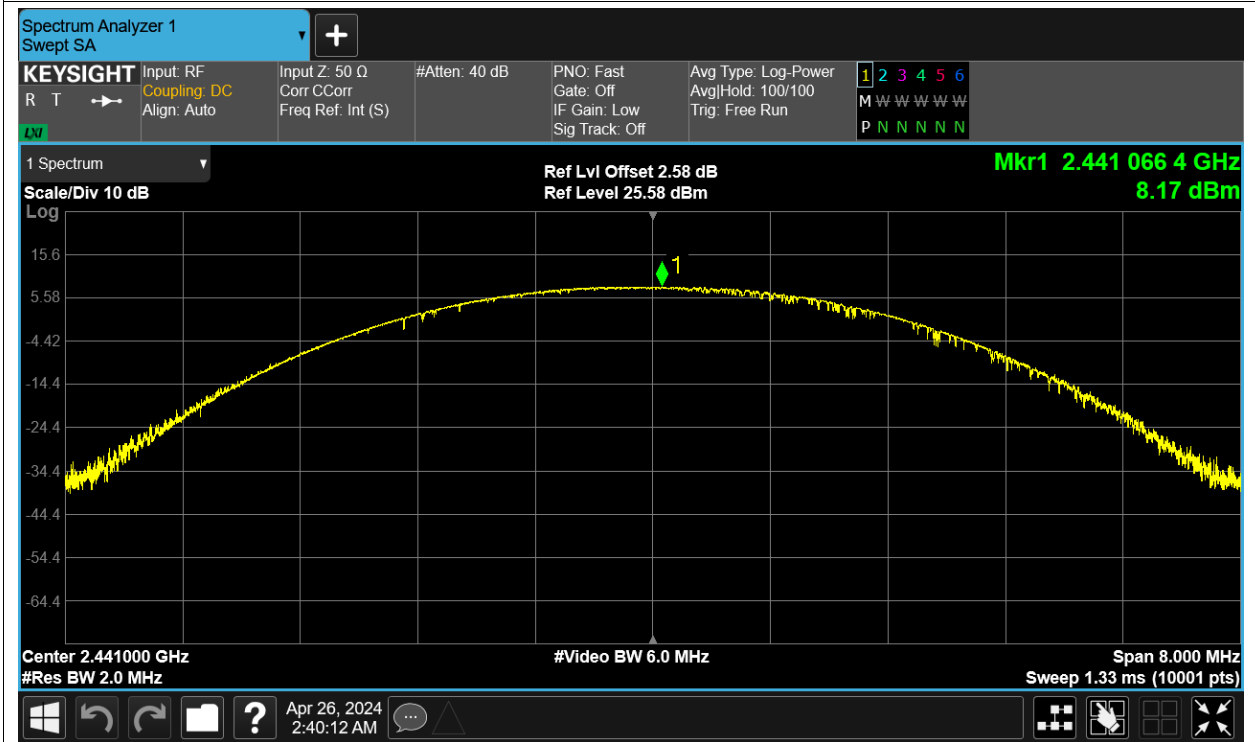 Spectrum Analyzer 1
Swept SA
+
KEYSIGHT
R T
LXI
Input: RF
Coupling: DC
Align: Auto
Input Z: 50 Ω
Corr CCorr
Freq Ref: Int (S)
#Atten: 40 dB
PNO: Fast
Gate: Off
IF Gain: Low
Sig Track: Off
Avg Type: Log-Power
Avg|Hold: 100/100
Trig: Free Run
1 2 3 4 5 6
M W W W W W
P N N N N N
1 Spectrum
Scale/Div 10 dB
Log
Ref Lvl Offset 2.58 dB
Ref Level 25.58 dBm
Mkr1 2.441 066 4 GHz
8.17 dBm
1
15.6
5.58
-4.42
-14.4
-24.4
-34.4
-44.4
-54.4
-64.4
Center 2.441000 GHz
#Res BW 2.0 MHz
#Video BW 6.0 MHz
Span 8.000 MHz
Sweep 1.33 ms (10001 pts)
?
Apr 26, 2024
2:40:12 AM